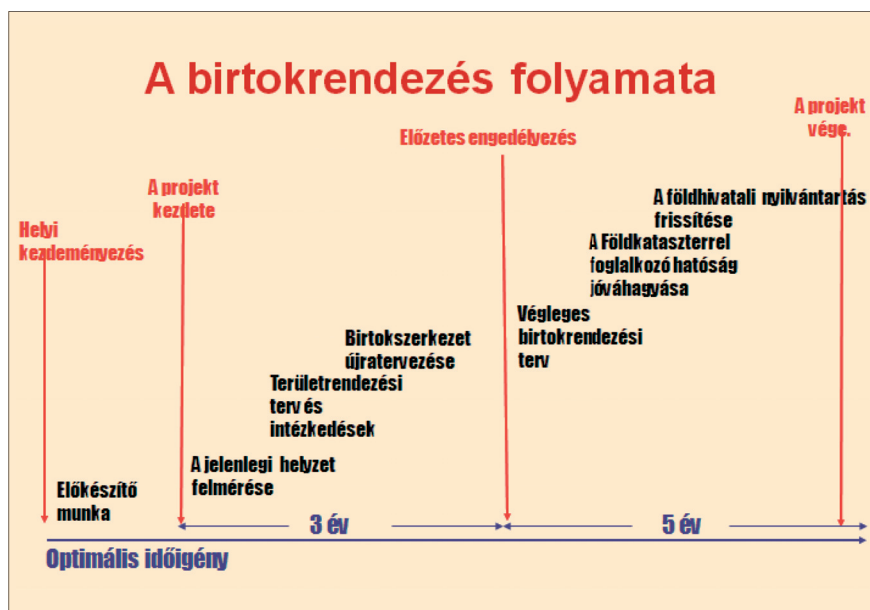 A birtokrendezés folyamata
A projekt
vége.
Előzetes engedélyezés
A projekt
kezdete
A földhivatali nyilvántartás
frissítése
Helyi
kezdeményezés
A Földkataszterrel
foglalkozó hatóság
jóváhagyása
Végleges
birtokrendezési
terv
Birtokszerkezet
újratervezése
Területrendezési
terv és
intézkedések
A jelenlegi helyzet
felmérése
Előkészítő
munka
3 év
5 év
Optimális időigény